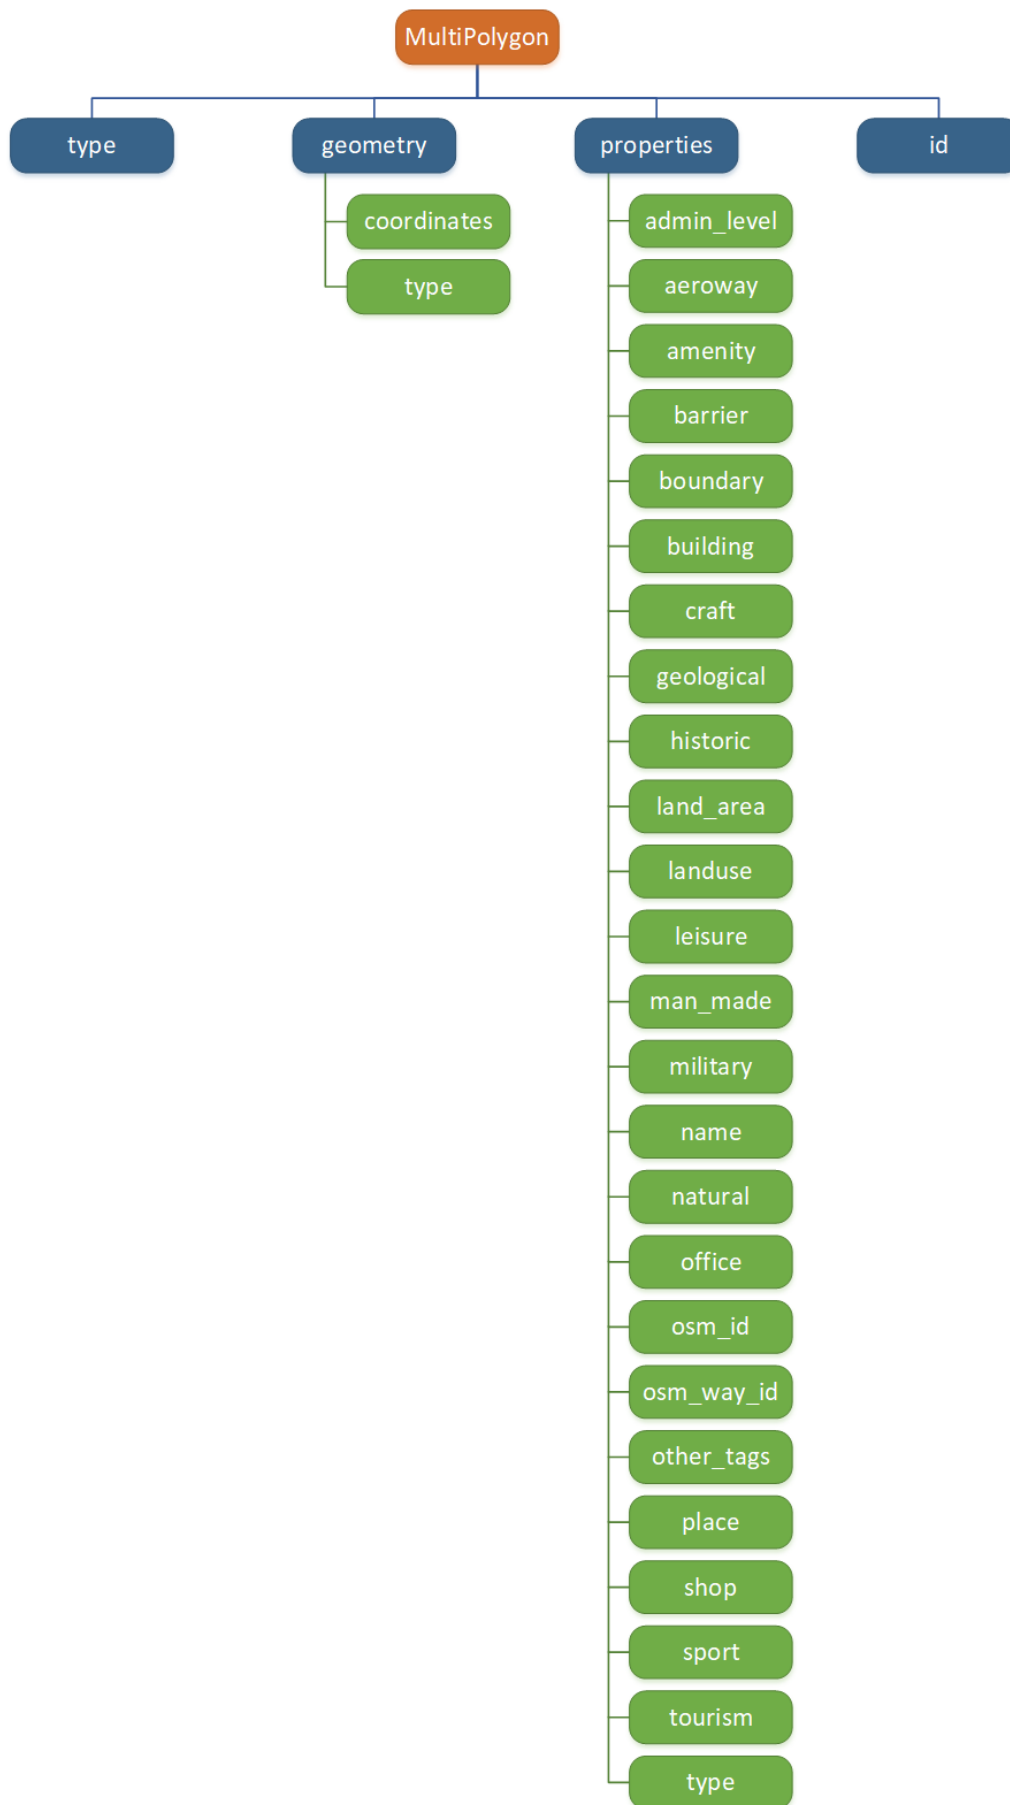 MultiPolygon
type
geometry
properties
id
coordinates
type
admin_level
aeroway
amenity
barrier
boundary
building
craft
geological
historic
land_area
landuse
leisure
man_made
military
name
natural
office
osm_id
osm_way_id
other_tags
place
shop
sport
tourism
type